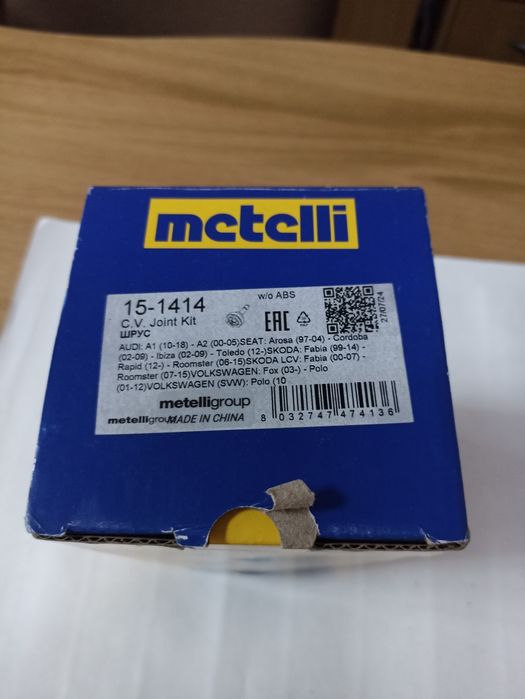 metelli
15-1414
w/o ABS
C.V. Joint Kit
ШРУС
EAC
27/07/24
AUDI: A1 (10-18) - A2 (00-05)SEAT: Arosa (97-04) - Cordoba
(02-09) - Ibiza (02-09) - Toledo (12-)SKODA: Fabia (99-14) -
Rapid (12-) - Roomster (06-15)SKODA LCV: Fabia (00-07) -
Roomster (07-15)VOLKSWAGEN: Fox (03-) - Polo
(01-12)VOLKSWAGEN (SVW): Polo (10
metelligroup
metelligroup MADE IN CHINA
8 032747 474136